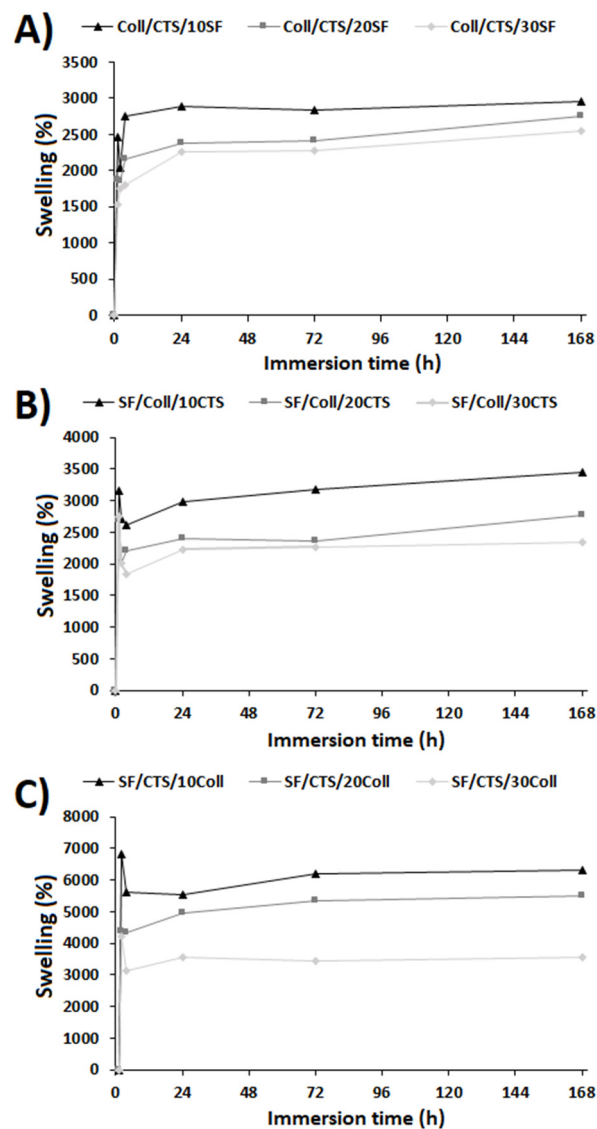 A)
Coll/CTS/10SF Coll/CTS/20SF Coll/CTS/30SF
3500
3000
2500
2000
1500
1000
500
0
Swelling (%)
0 24 48 72 96 120 144 168
Immersion time (h)
B)
SF/Coll/10CTS SF/Coll/20CTS SF/Coll/30CTS
4000
3500
3000
2500
2000
1500
1000
500
0
Swelling (%)
0 24 48 72 96 120 144 168
Immersion time (h)
C)
SF/CTS/10Coll SF/CTS/20Coll SF/CTS/30Coll
8000
7000
6000
5000
4000
3000
2000
1000
0
Swelling (%)
0 24 48 72 96 120 144 168
Immersion time (h)